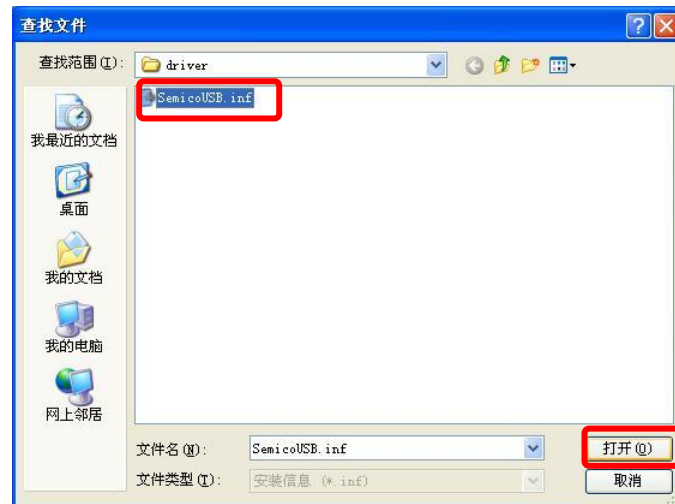 查找文件
查找范围(I):
driver
SemicoUSB.inf
我最近的文档
桌面
我的文档
我的电脑
网上邻居
文件名(N):
SemicoUSB.inf
打开(O)
文件类型(T):
安装信息 (*.inf)
取消